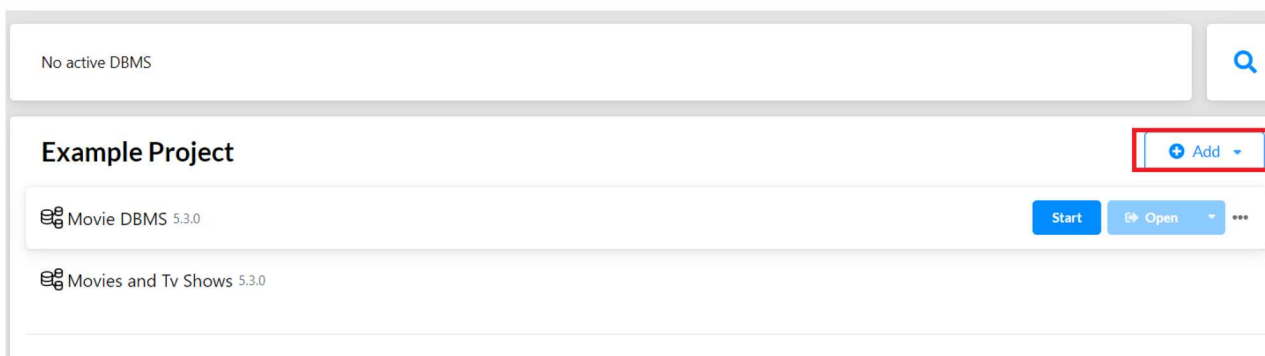 No active DBMS
Example Project
Add
Movie DBMS 5.3.0
Start
Open
Movies and Tv Shows 5.3.0